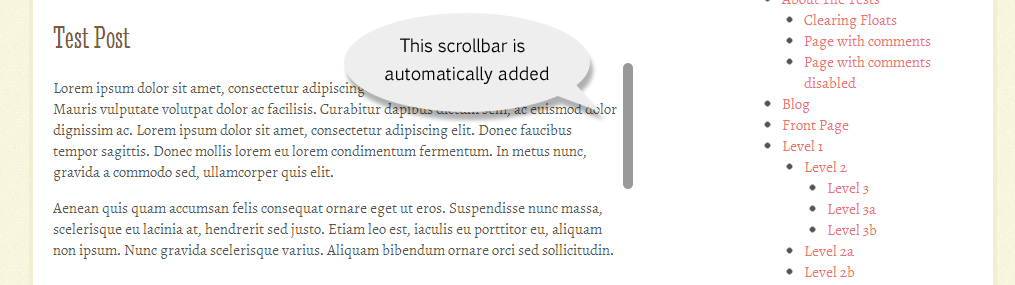 Test Post
This scrollbar is
automatically added
Lorem ipsum dolor sit amet, consectetur adipiscing
Mauris vulputate volutpat dolor ac facilisis. Curabitur dapibus dictum sem, ac euismod dolor
dignissim ac. Lorem ipsum dolor sit amet, consectetur adipiscing elit. Donec faucibus
tempor sagittis. Donec mollis lorem eu lorem condimentum fermentum. In metus nunc,
gravida a commodo sed, ullamcorper quis elit.
Aenean quis quam accumsan felis consequat ornare eget ut eros. Suspendisse nunc massa,
scelerisque eu lacinia at, hendrerit sed justo. Etiam leo est, iaculis eu porttitor eu, aliquam
non ipsum. Nunc gravida scelerisque varius. Aliquam bibendum ornare orci sed sollicitudin.
About The Tests
Clearing Floats
Page with comments
Page with comments
disabled
Blog
Front Page
Level 1
Level 2
Level 3
Level 3a
Level 3b
Level 2a
Level 2b